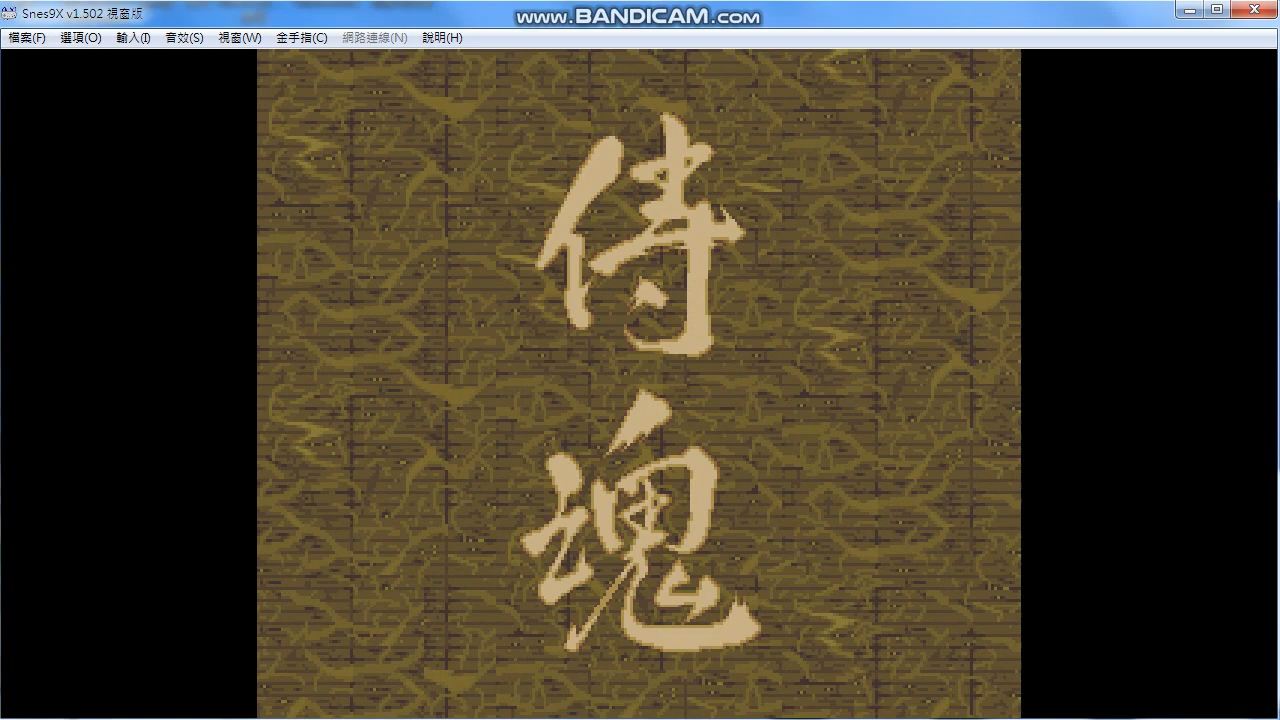 Snes9X v1.502 視窗版
www.BANDICAM.com
檔案(F) 選項(O) 輸入(I) 音效(S) 視窗(W) 金手指(C) 網路連線(N) 說明(H)
侍
魂